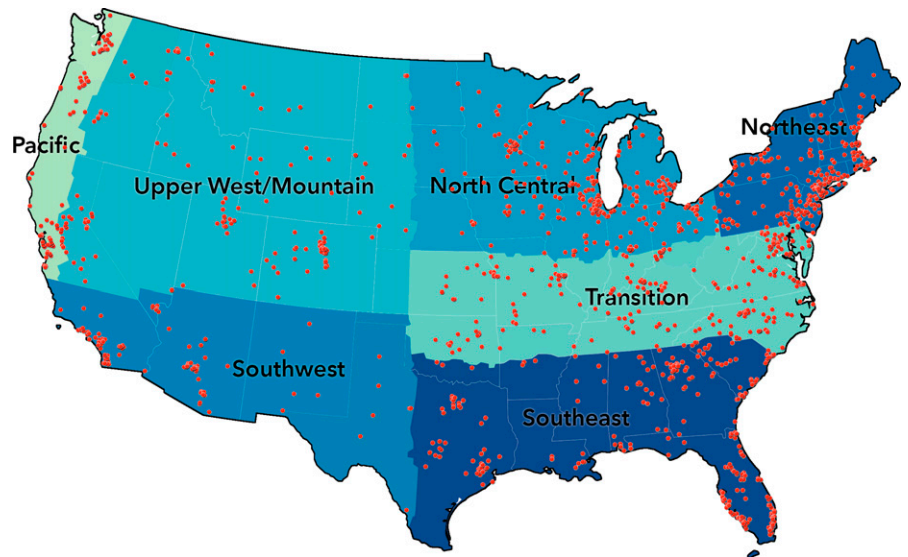 Northeast
Pacific
Upper West/Mountain
North Central
Transition
Southwest
Southeast